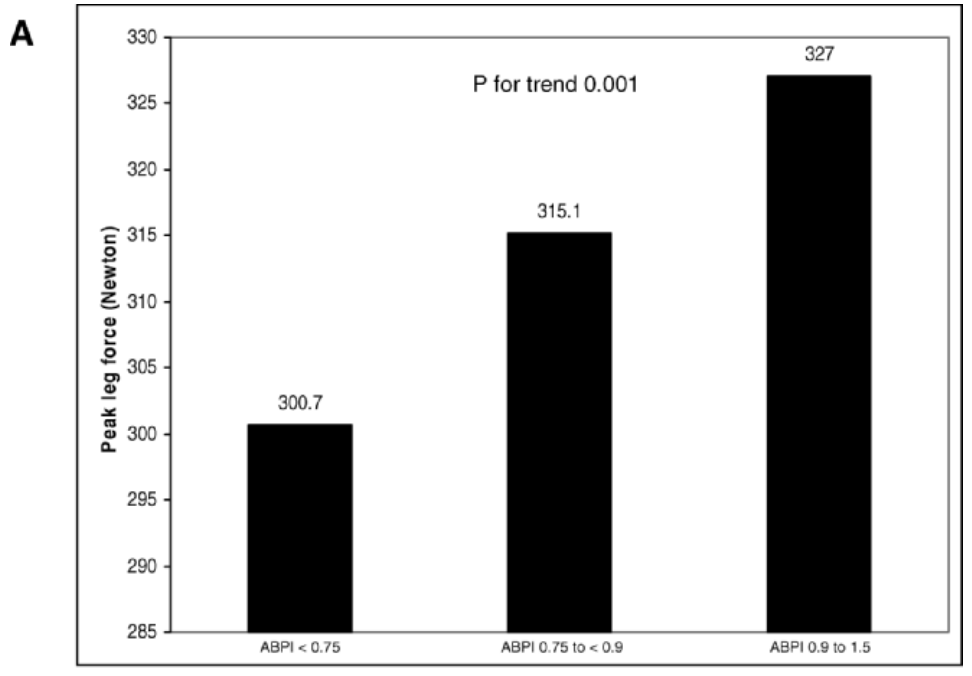 A
330
325
320
315
310
305
300
295
290
285
Peak leg force (Newton)
P for trend 0.001
300.7
315.1
327
ABPI < 0.75
ABPI 0.75 to < 0.9
ABPI 0.9 to 1.5